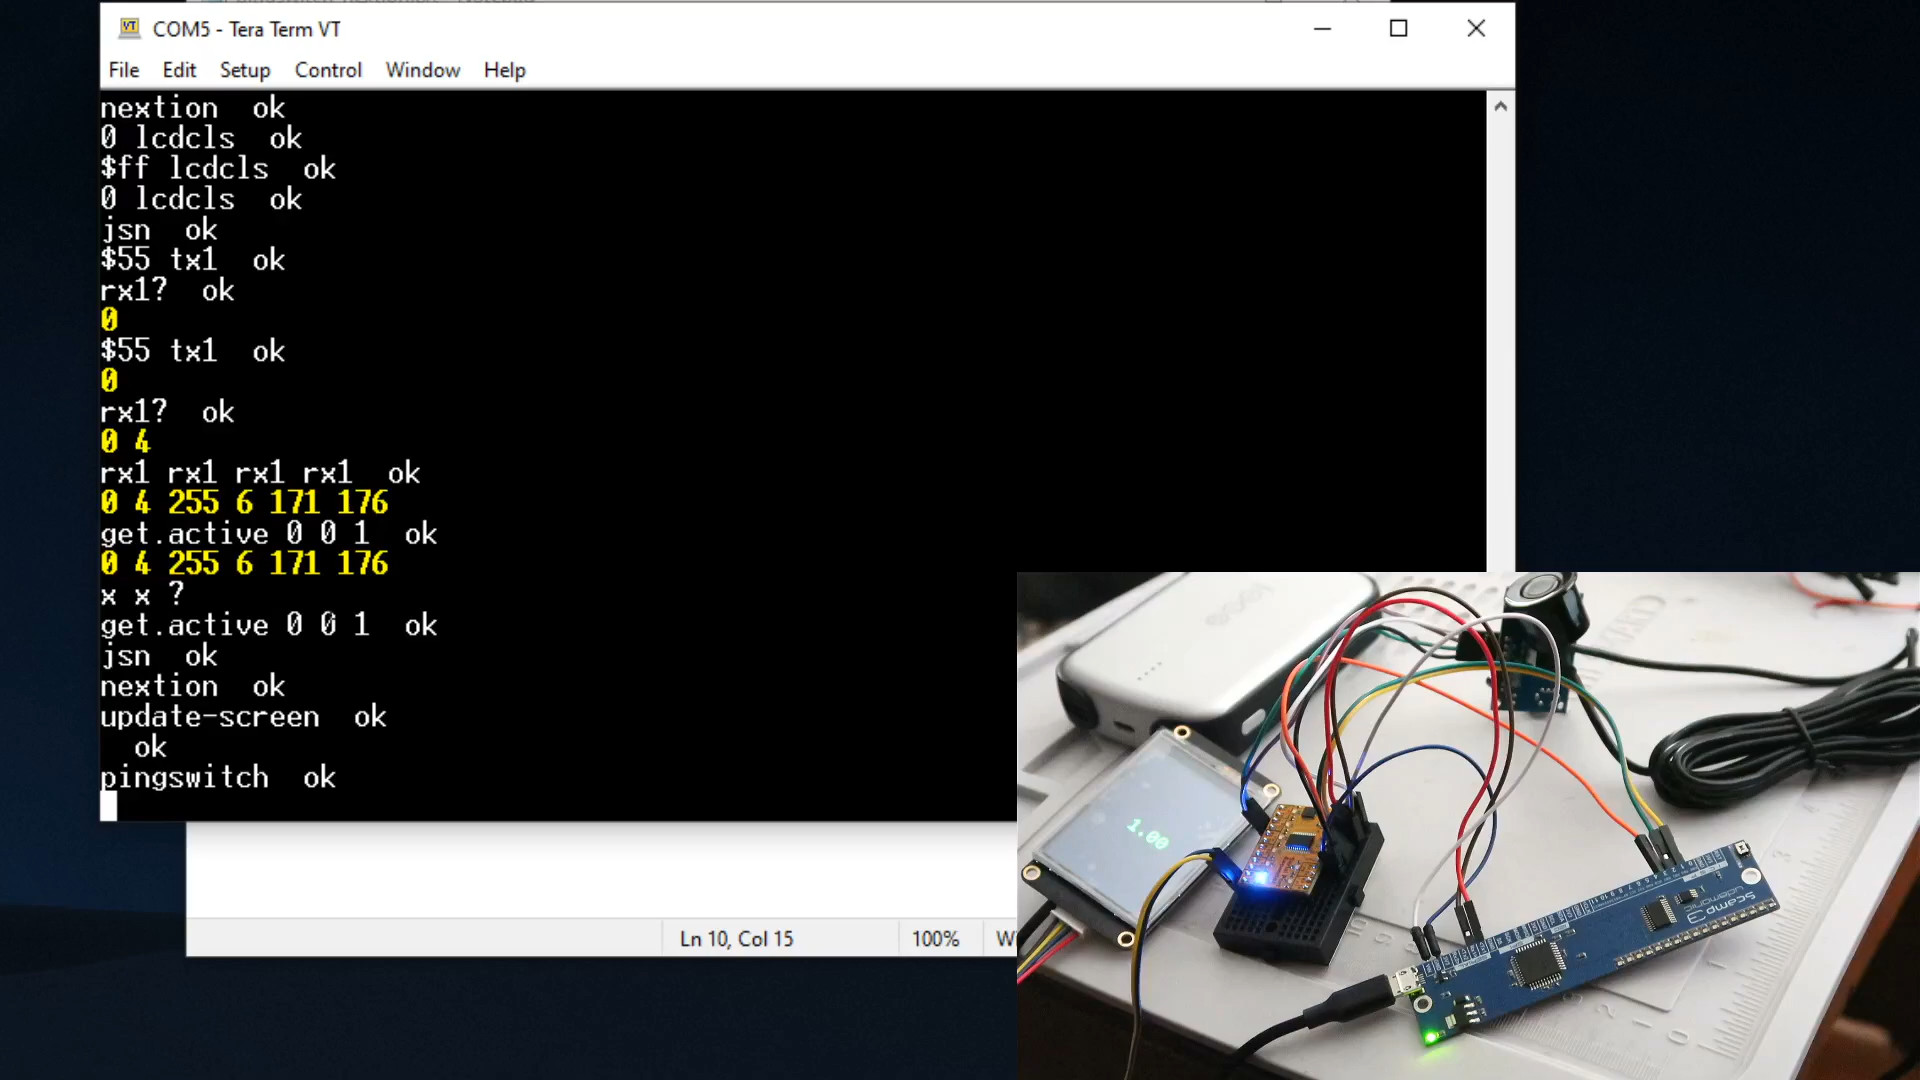 COM5 - Tera Term VT
File Edit Setup Control Window Help
nextion ok
0 lcdcls ok
$ff lcdcls ok
0 lcdcls ok
jsn ok
$55 tx1 ok
rx1? ok
0
$55 tx1 ok
0
rx1? ok
0 4
rx1 rx1 rx1 rx1 ok
0 4 255 6 171 176
get.active 0 0 1 ok
0 4 255 6 171 176
x x ?
get.active 0 0 1 ok
jsn ok
nextion ok
update-screen ok
ok
pingswitch ok
Ln 10, Col 15
100%
W
1.00
Scamp3
udamonic